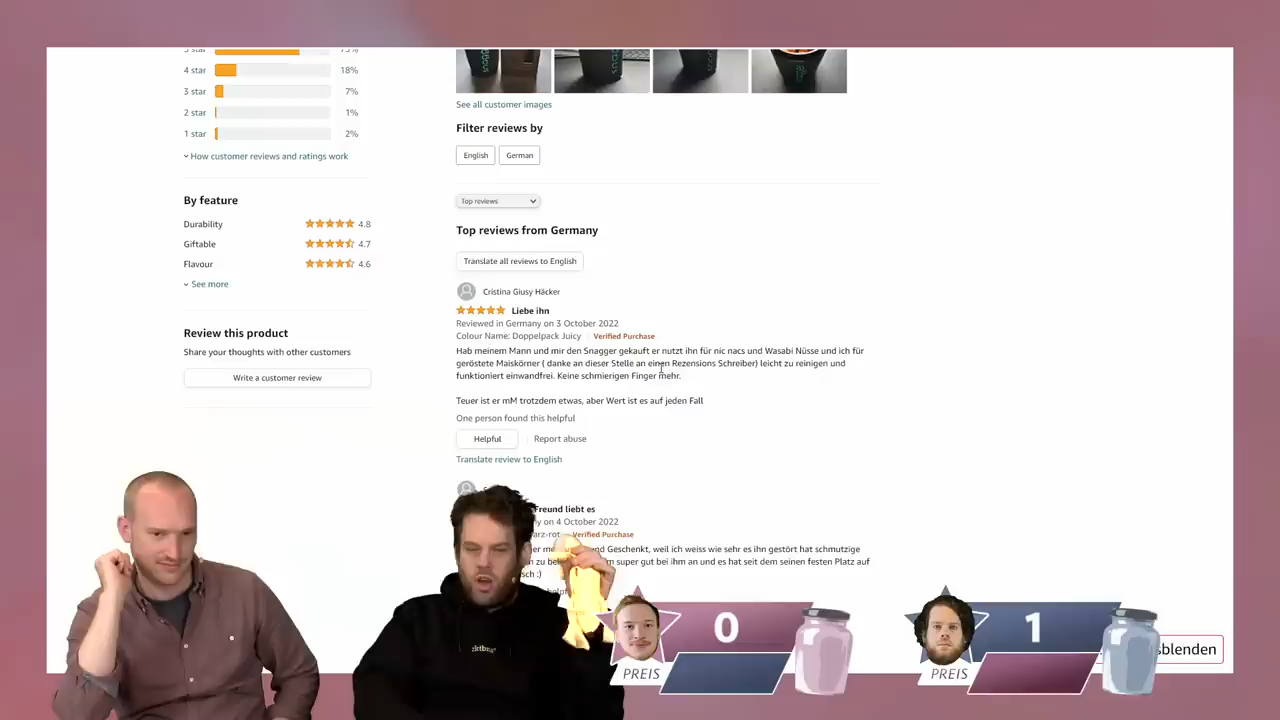 4 star 18%
3 star 7%
2 star 1%
1 star 2%
How customer reviews and ratings work
By feature
Durability 4.8
Giftable 4.7
Flavour 4.6
See more
Review this product
Share your thoughts with other customers
Write a customer review
See all customer images
Filter reviews by
English German
Top reviews
Top reviews from Germany
Translate all reviews to English
Cristina Giusy Häcker
Liebe ihn
Reviewed in Germany on 3 October 2022
Colour Name: Doppelpack Juicy Verified Purchase
Hab meinem Mann und mir den Snagger gekauft er nutzt ihn für nic nacs und Wasabi Nüsse und ich für
geröstete Maiskörner ( danke an dieser Stelle an einen Rezensions Schreiber) leicht zu reinigen und
funktioniert einwandfrei. Keine schmierigen Finger mehr.
Teuer ist er mM trotzdem etwas, aber Wert ist es auf jeden Fall
One person found this helpful
Helpful Report abuse
Translate review to English
Freund liebt es
on 4 October 2022
Verified Purchase
Geschenkt, weil ich weiss wie sehr es ihn gestört hat schmutzige
super gut bei ihm an und es hat seit dem seinen festen Platz auf
:)
0
PREIS
1
PREIS